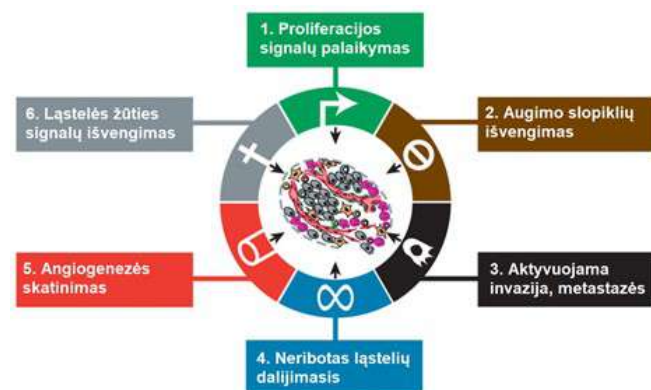 1. Proliferacijos
signalų palaikymas
6. Ląstelės žūties
signalų išvengimas
2. Augimo slopiklių
išvengimas
5. Angiogenezės
skatinimas
3. Aktyvuojama
invazija, metastazės
4. Neribotas ląstelių
dalijimasis